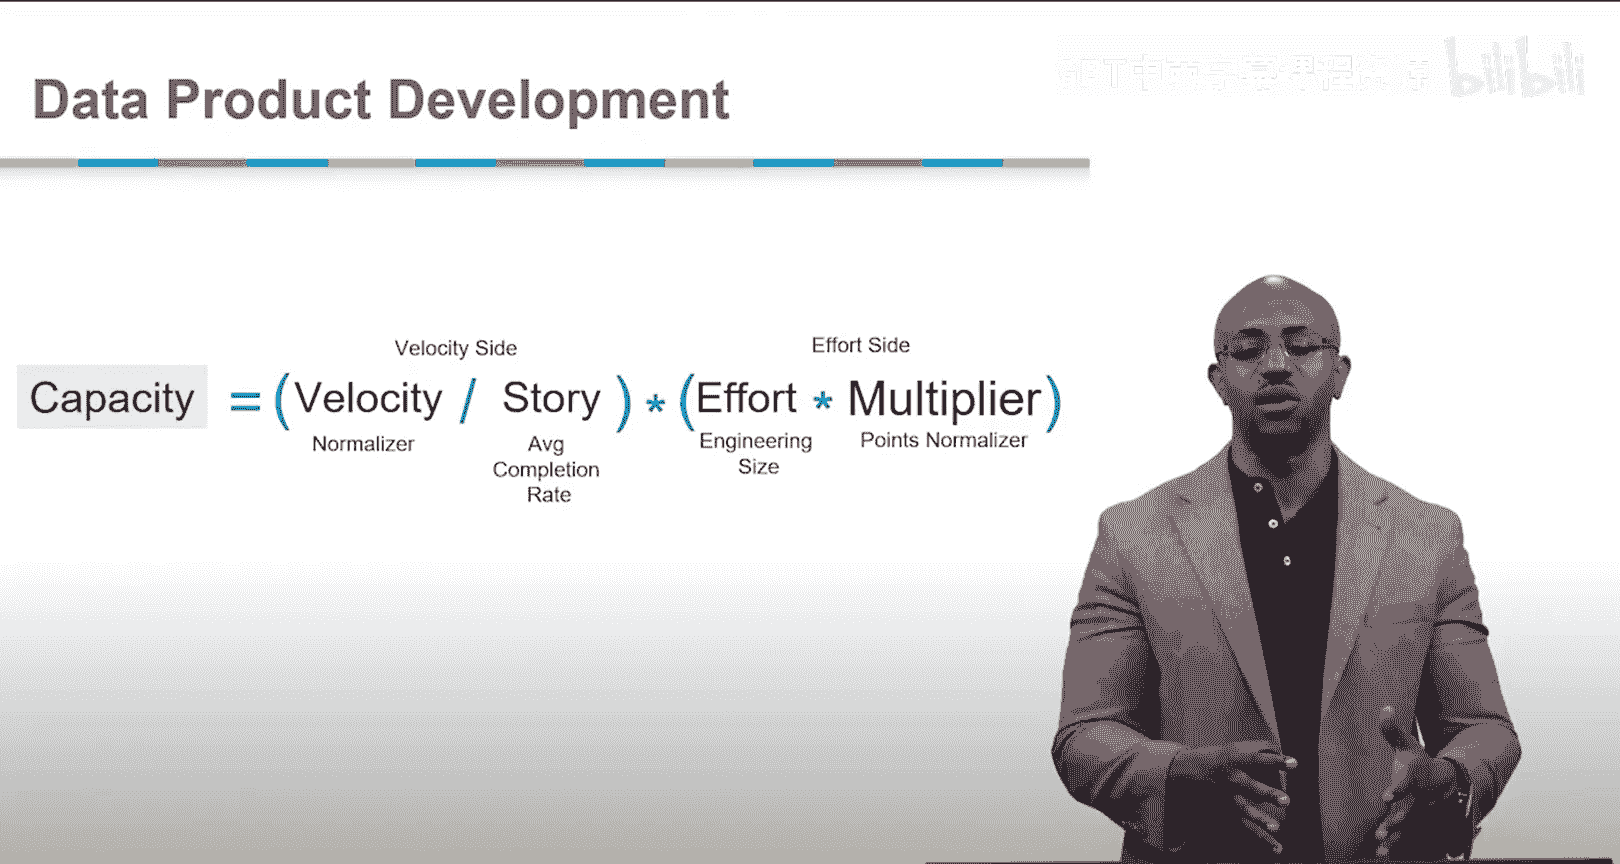 bilibili
Data Product Development
Velocity Side
Effort Side
Capacity = (Velocity / Story) * (Effort * Multiplier)
Normalizer
Avg
Completion
Rate
Engineering
Size
Points Normalizer